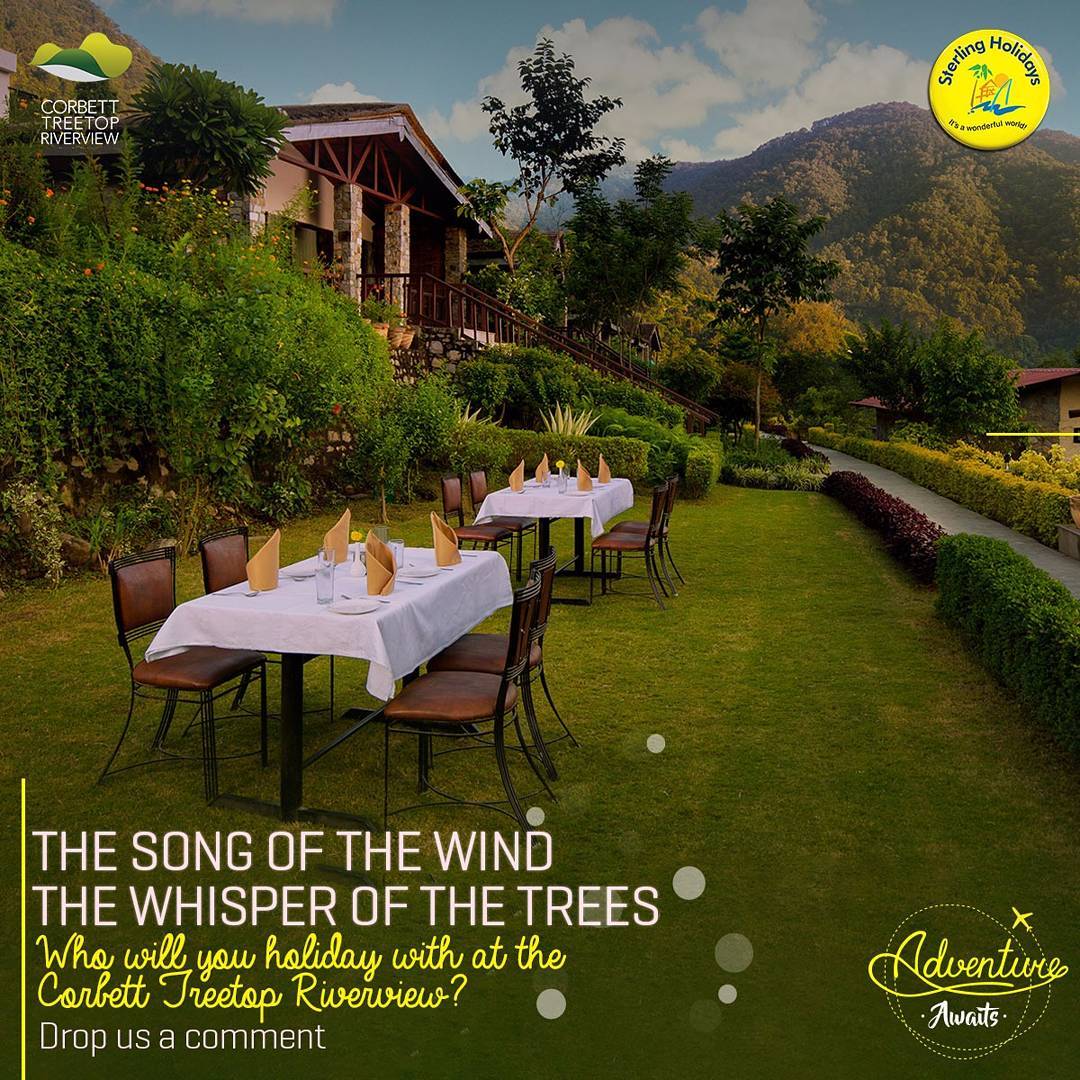 CORBETT
TREETOP
RIVERVIEW
Sterling Holidays
It's a wonderful world!
THE SONG OF THE WIND
THE WHISPER OF THE TREES
Who will you holiday with at the
Corbett Treetop Riverview?
Drop us a comment
Adventure
·Awaits·